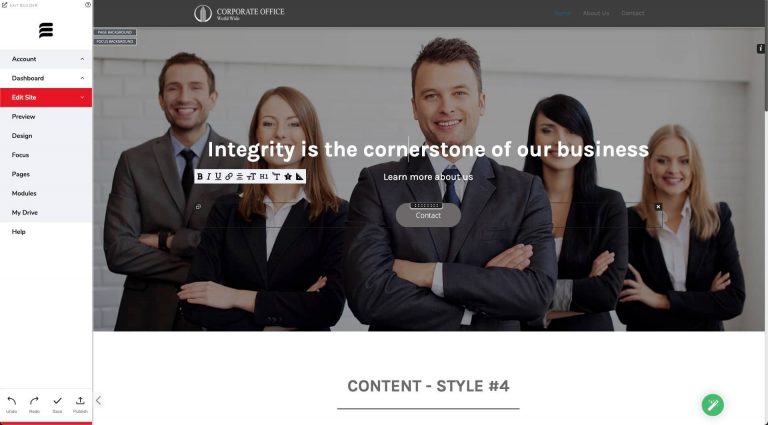 EXIT BUILDER
Account
Dashboard
Edit Site
Preview
Design
Focus
Pages
Modules
My Drive
Help
Undo
Redo
Save
Publish
CORPORATE OFFICE
World Wide
Home
About Us
Contact
PAGE BACKGROUND
FOCUS BACKGROUND
i
Integrity is the cornerstone of our business
B I U H1 T
Learn more about us
Contact
CONTENT - STYLE #4